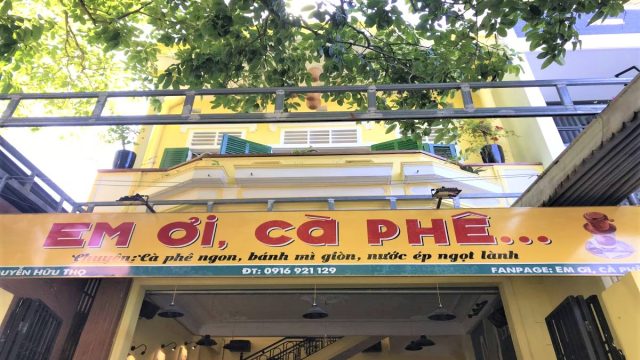 EM ƠI, CÀ PHÊ...
Chuyên: Cà phê ngon, bánh mì giòn, nước ép ngọt lành
UYỄN HỮU THỌ ĐT: 0916 921 129 FANPAGE: EM ƠI, CÀ PH